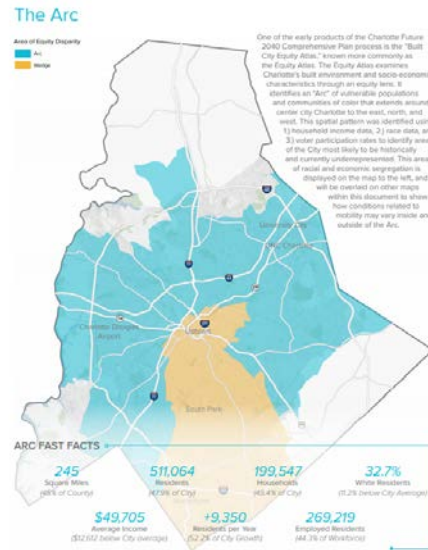 The Arc
Area of Equity Disparity
Arc
Wedge
One of the early products of the Charlotte Future
2040 Comprehensive Plan process is the "Built
City Equity Atlas," known more commonly as
the Equity Atlas. The Equity Atlas examines
Charlotte's built environment and socio-economic
characteristics through an equity lens. It
identifies an "Arc" of vulnerable populations
and communities of color that extends around
center city Charlotte to the east, north, and
west. This spatial pattern was identified using
1) household income data, 2) race data, and
3) voter participation rates to identify areas
of the City most likely to be historically
and currently underrepresented. This area
of racial and economic segregation is
displayed on the map to the left, and
will be overlied on other maps
within this document to show
how conditions related to
mobility may vary inside and
outside of the Arc.
University City
UNC Charlotte
Charlotte Douglas
Airport
Uptown
South Park
ARC FAST FACTS
245
Square Miles
(45% of County)
511,064
Residents
(47.9% of City)
199,547
Households
(45.4% of City)
32.7%
White Residents
(11.2% below City Average)
$49,705
Average Income
($12,612 below City average)
+9,350
Residents per Year
(52.2% of City Growth)
269,219
Employed Residents
(44.3% of Workforce)